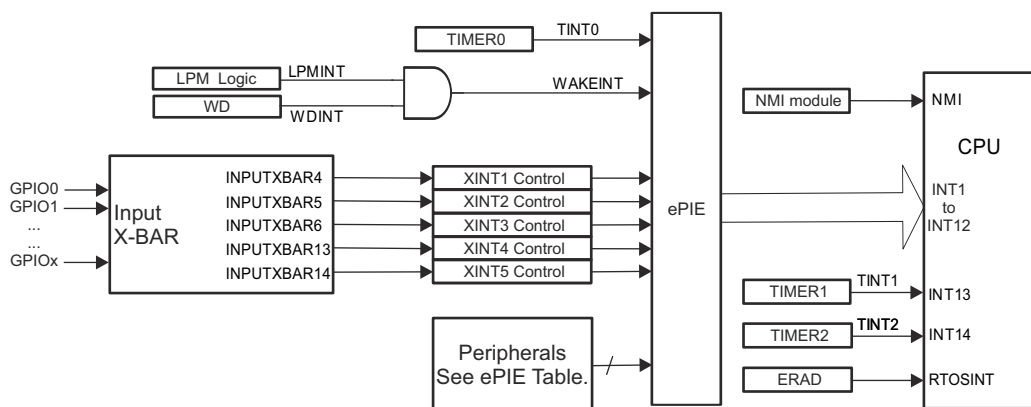 TIMER0
TINT0
LPM Logic
LPMINT
WD
WDINT
WAKEINT
GPIO0
GPIO1
...
...
GPIOx
Input
X-BAR
INPUTXBAR4
INPUTXBAR5
INPUTXBAR6
INPUTXBAR13
INPUTXBAR14
XINT1 Control
XINT2 Control
XINT3 Control
XINT4 Control
XINT5 Control
Peripherals
See ePIE Table.
ePIE
NMI module
NMI
CPU
INT1
to
INT12
TIMER1
TINT1
INT13
TIMER2
TINT2
INT14
ERAD
RTOSINT